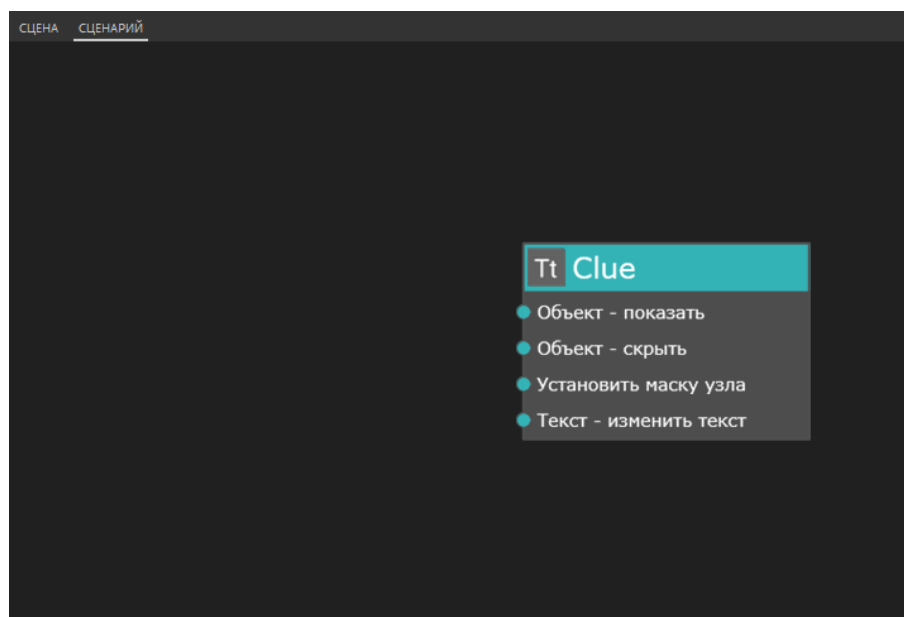 СЦЕНА СЦЕНАРИЙ
Tt Clue
Объект - показать
Объект - скрыть
Установить маску узла
Текст - изменить текст